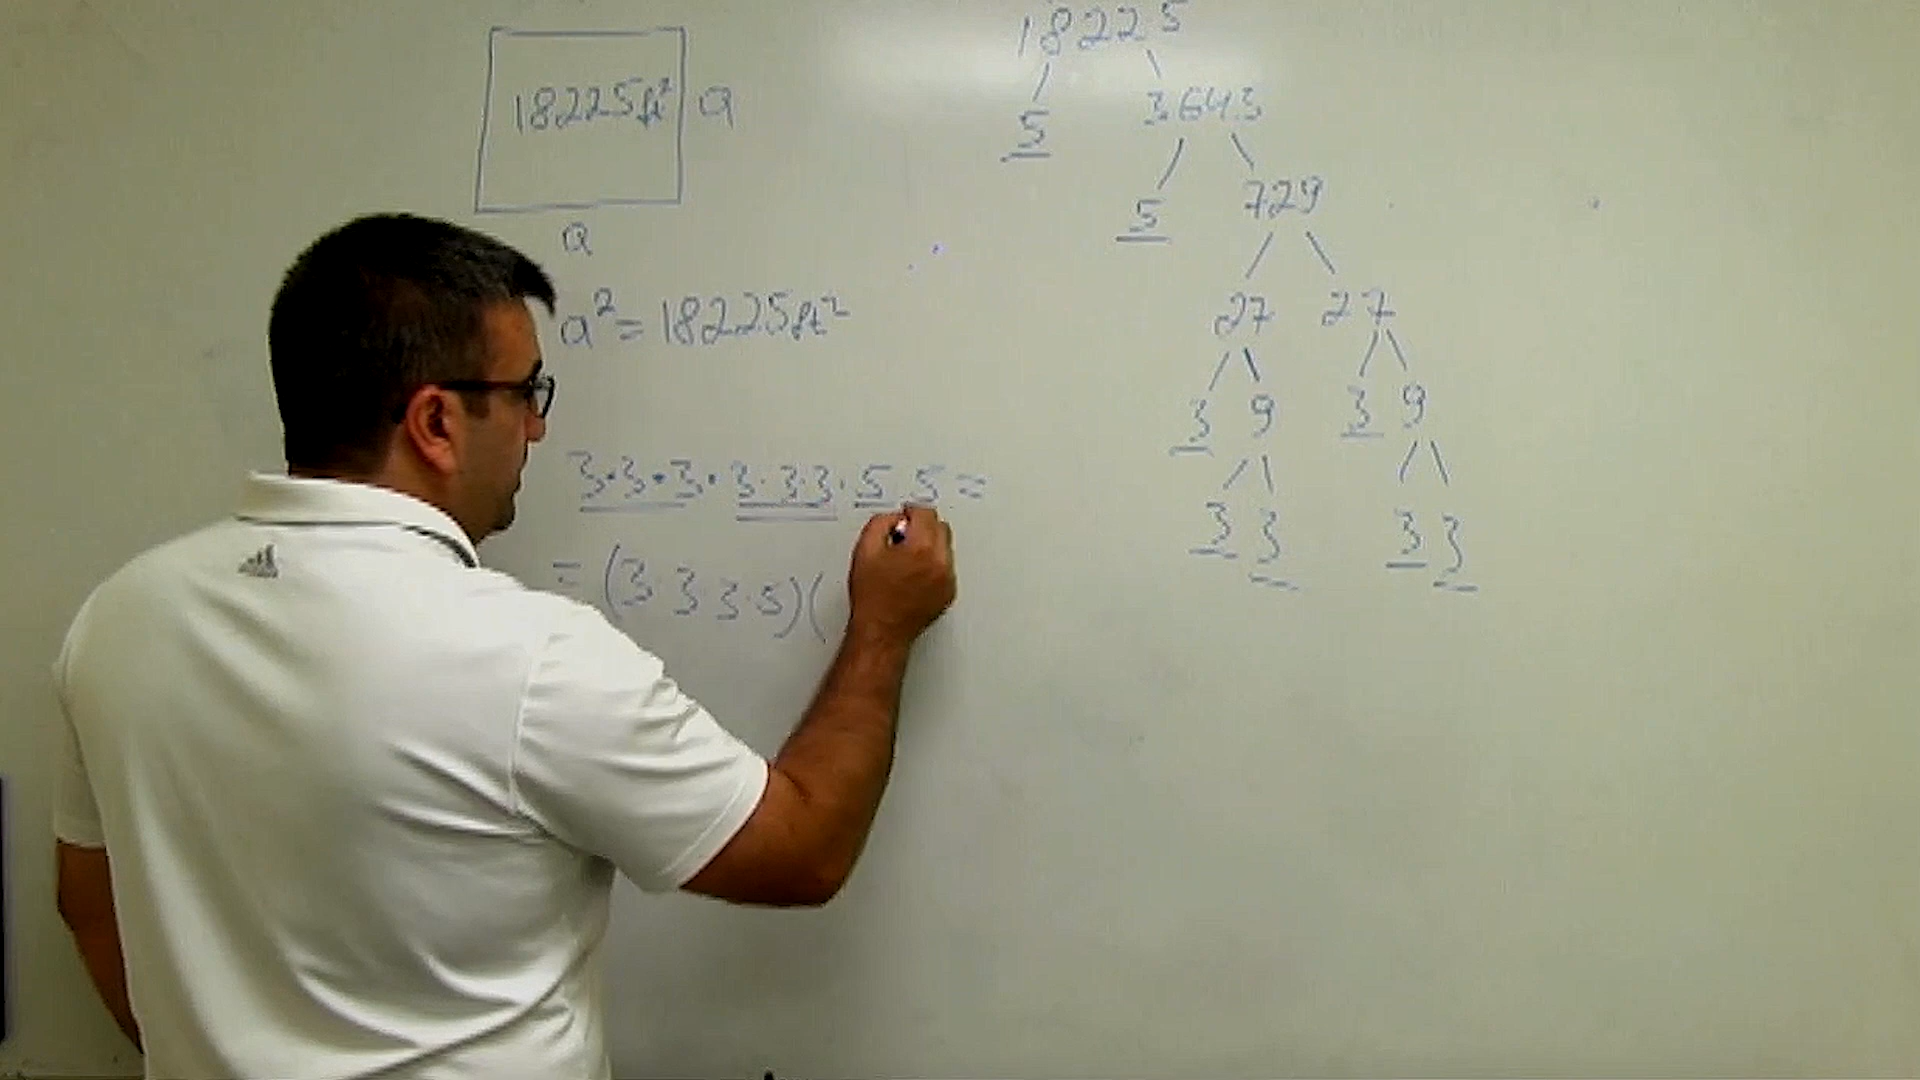 18225ft² a
a
a² = 18225ft²
3·3·3·3·3·3·5·5 =
= (3·3·3·5)(
18225
5 3643
5 729
27 27
3 9 3 9
3 3 3 3